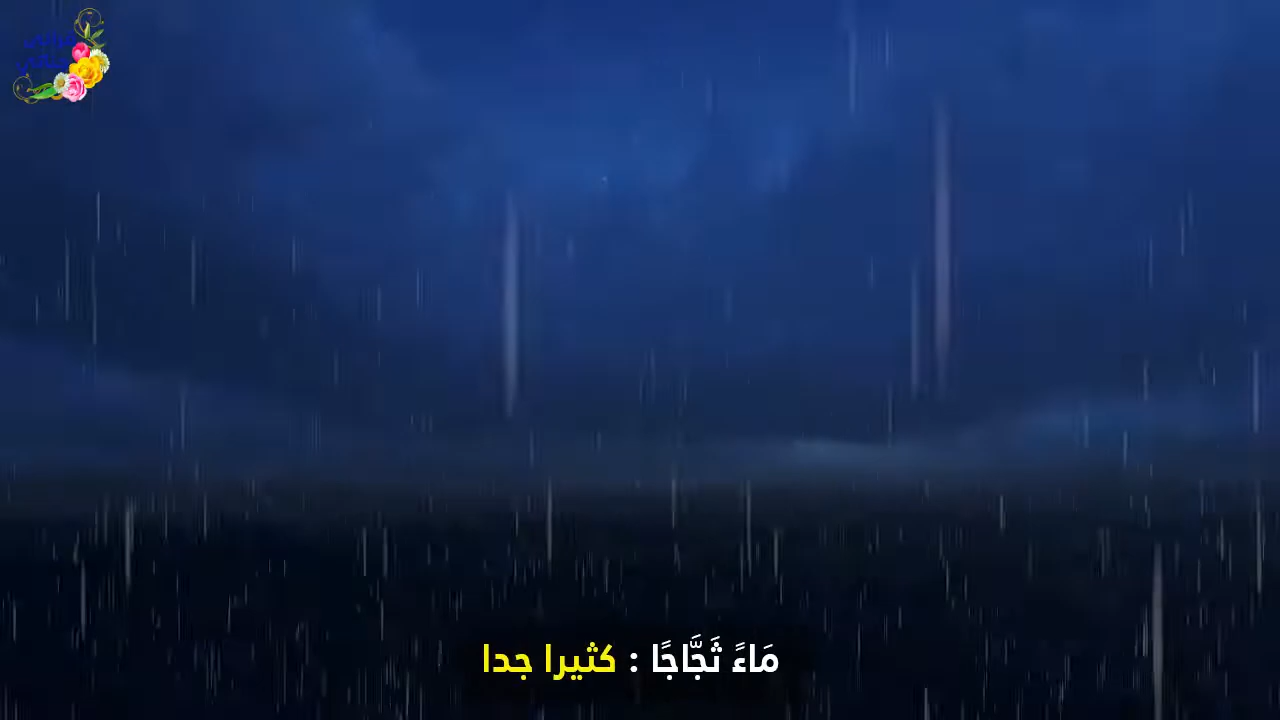 مَاءً ثَجَّاجًا : كثيرا جدا